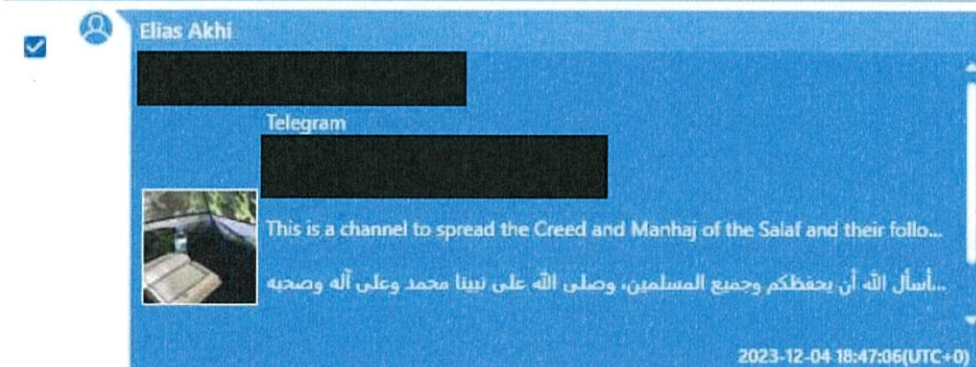 Elias Akhi
Telegram
This is a channel to spread the Creed and Manhaj of the Salaf and their follo...
أسأل الله أن يحفظكم وجميع المسلمين، وصلى الله على نبينا محمد وعلى آله وصحبه...
2023-12-04 18:47:06(UTC+0)